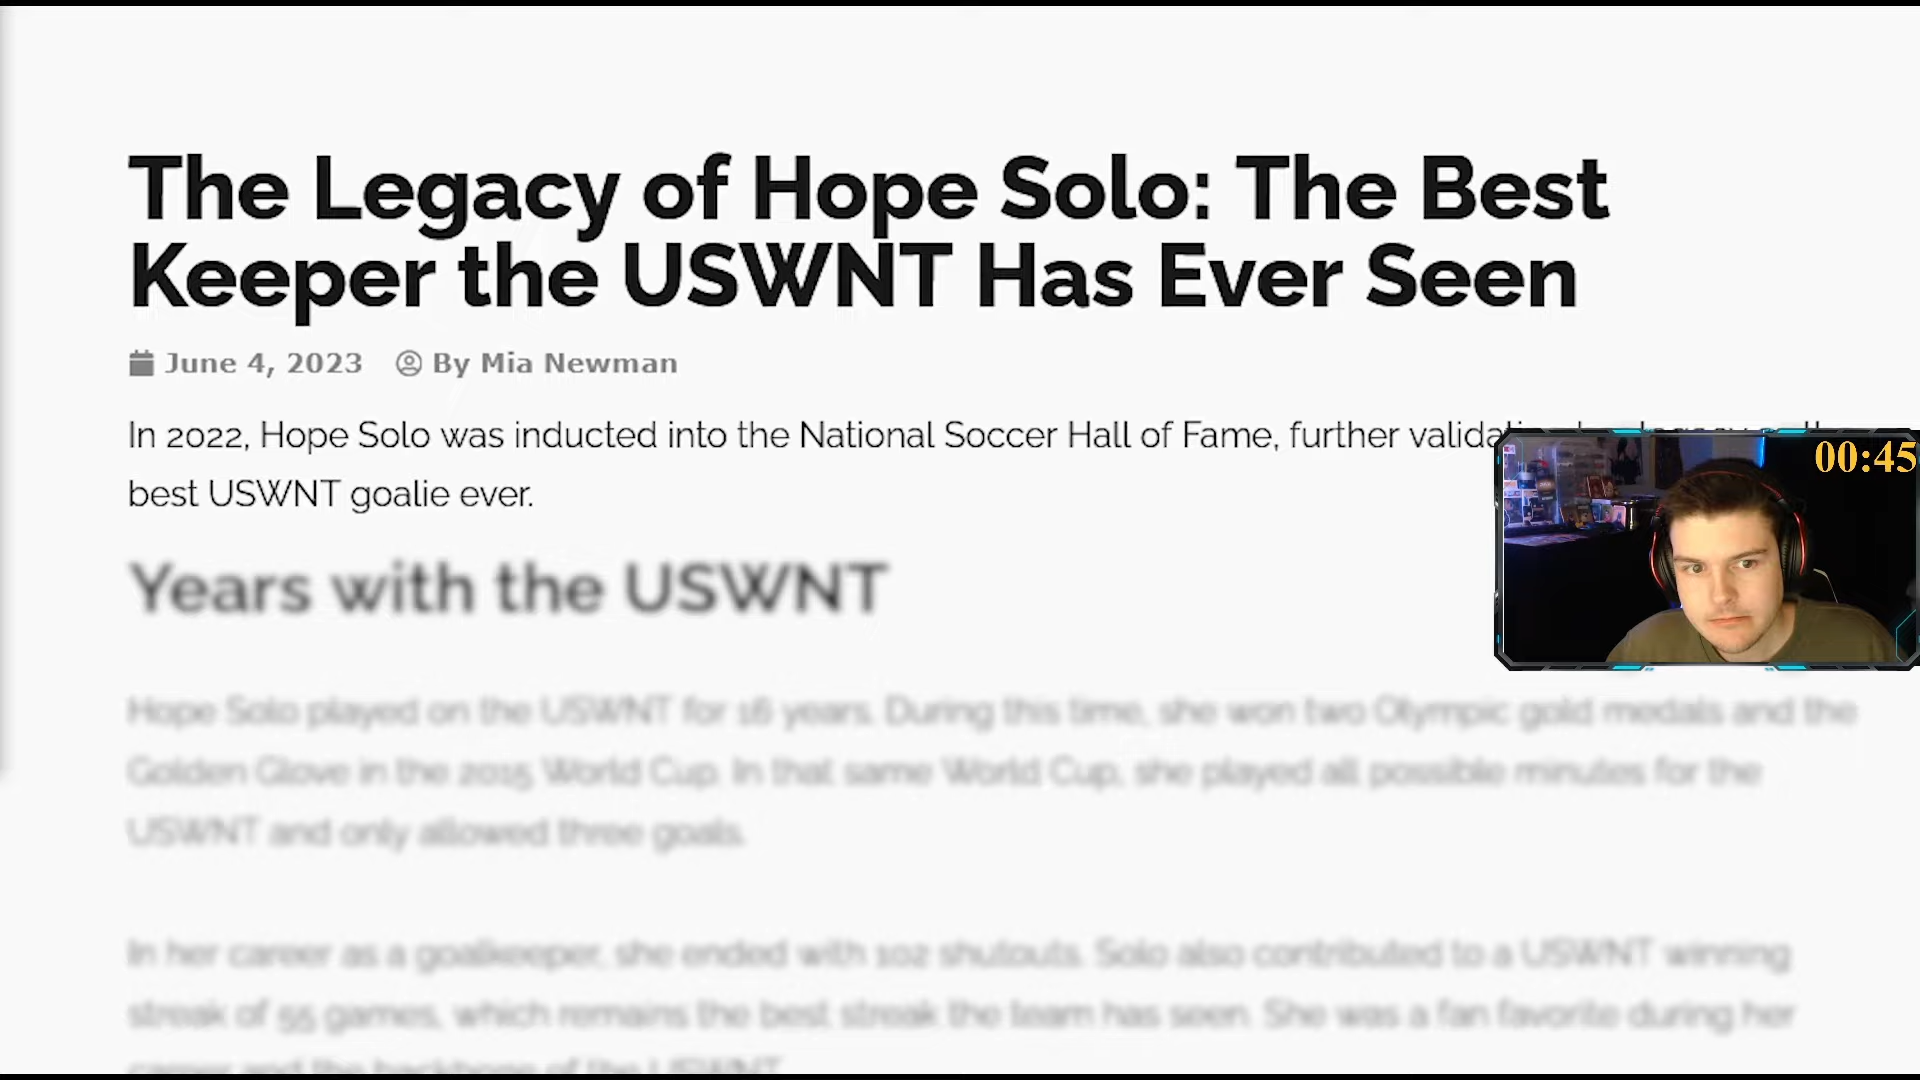 The Legacy of Hope Solo: The Best
Keeper the USWNT Has Ever Seen
June 4, 2023 By Mia Newman
In 2022, Hope Solo was inducted into the National Soccer Hall of Fame, further
best USWNT goalie ever.
00:45
Years with the USWNT
Hope Solo played on the USWNT for 16 years. During this time, she won two Olympic gold medals and the
Golden Glove in the 2015 World Cup. In that same World Cup, she played all possible minutes for the
USWNT and only allowed three goals.
In her career as a goalkeeper, she ended with 102 shutouts. Solo also contributed to a USWNT winning
streak of 55 games, which remains the best streak the team has seen. She was a fan favorite during her